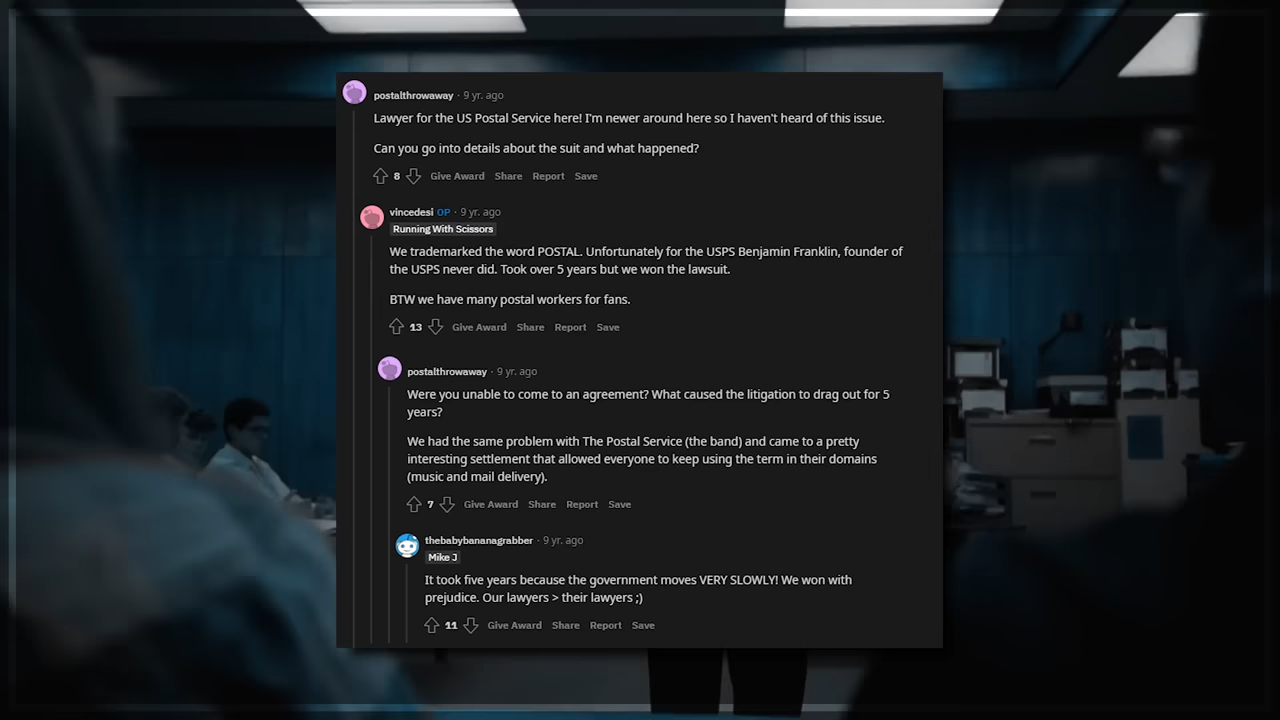 postalthrowaway · 9 yr. ago
Lawyer for the US Postal Service here! I'm newer around here so I haven't heard of this issue.
Can you go into details about the suit and what happened?
8 Give Award Share Report Save
vincedesi OP · 9 yr. ago
Running With Scissors
We trademarked the word POSTAL. Unfortunately for the USPS Benjamin Franklin, founder of
the USPS never did. Took over 5 years but we won the lawsuit.
BTW we have many postal workers for fans.
13 Give Award Share Report Save
postalthrowaway · 9 yr. ago
Were you unable to come to an agreement? What caused the litigation to drag out for 5
years?
We had the same problem with The Postal Service (the band) and came to a pretty
interesting settlement that allowed everyone to keep using the term in their domains
(music and mail delivery).
7 Give Award Share Report Save
thebabybananagrabber · 9 yr. ago
Mike J
It took five years because the government moves VERY SLOWLY! We won with
prejudice. Our lawyers > their lawyers ;)
11 Give Award Share Report Save